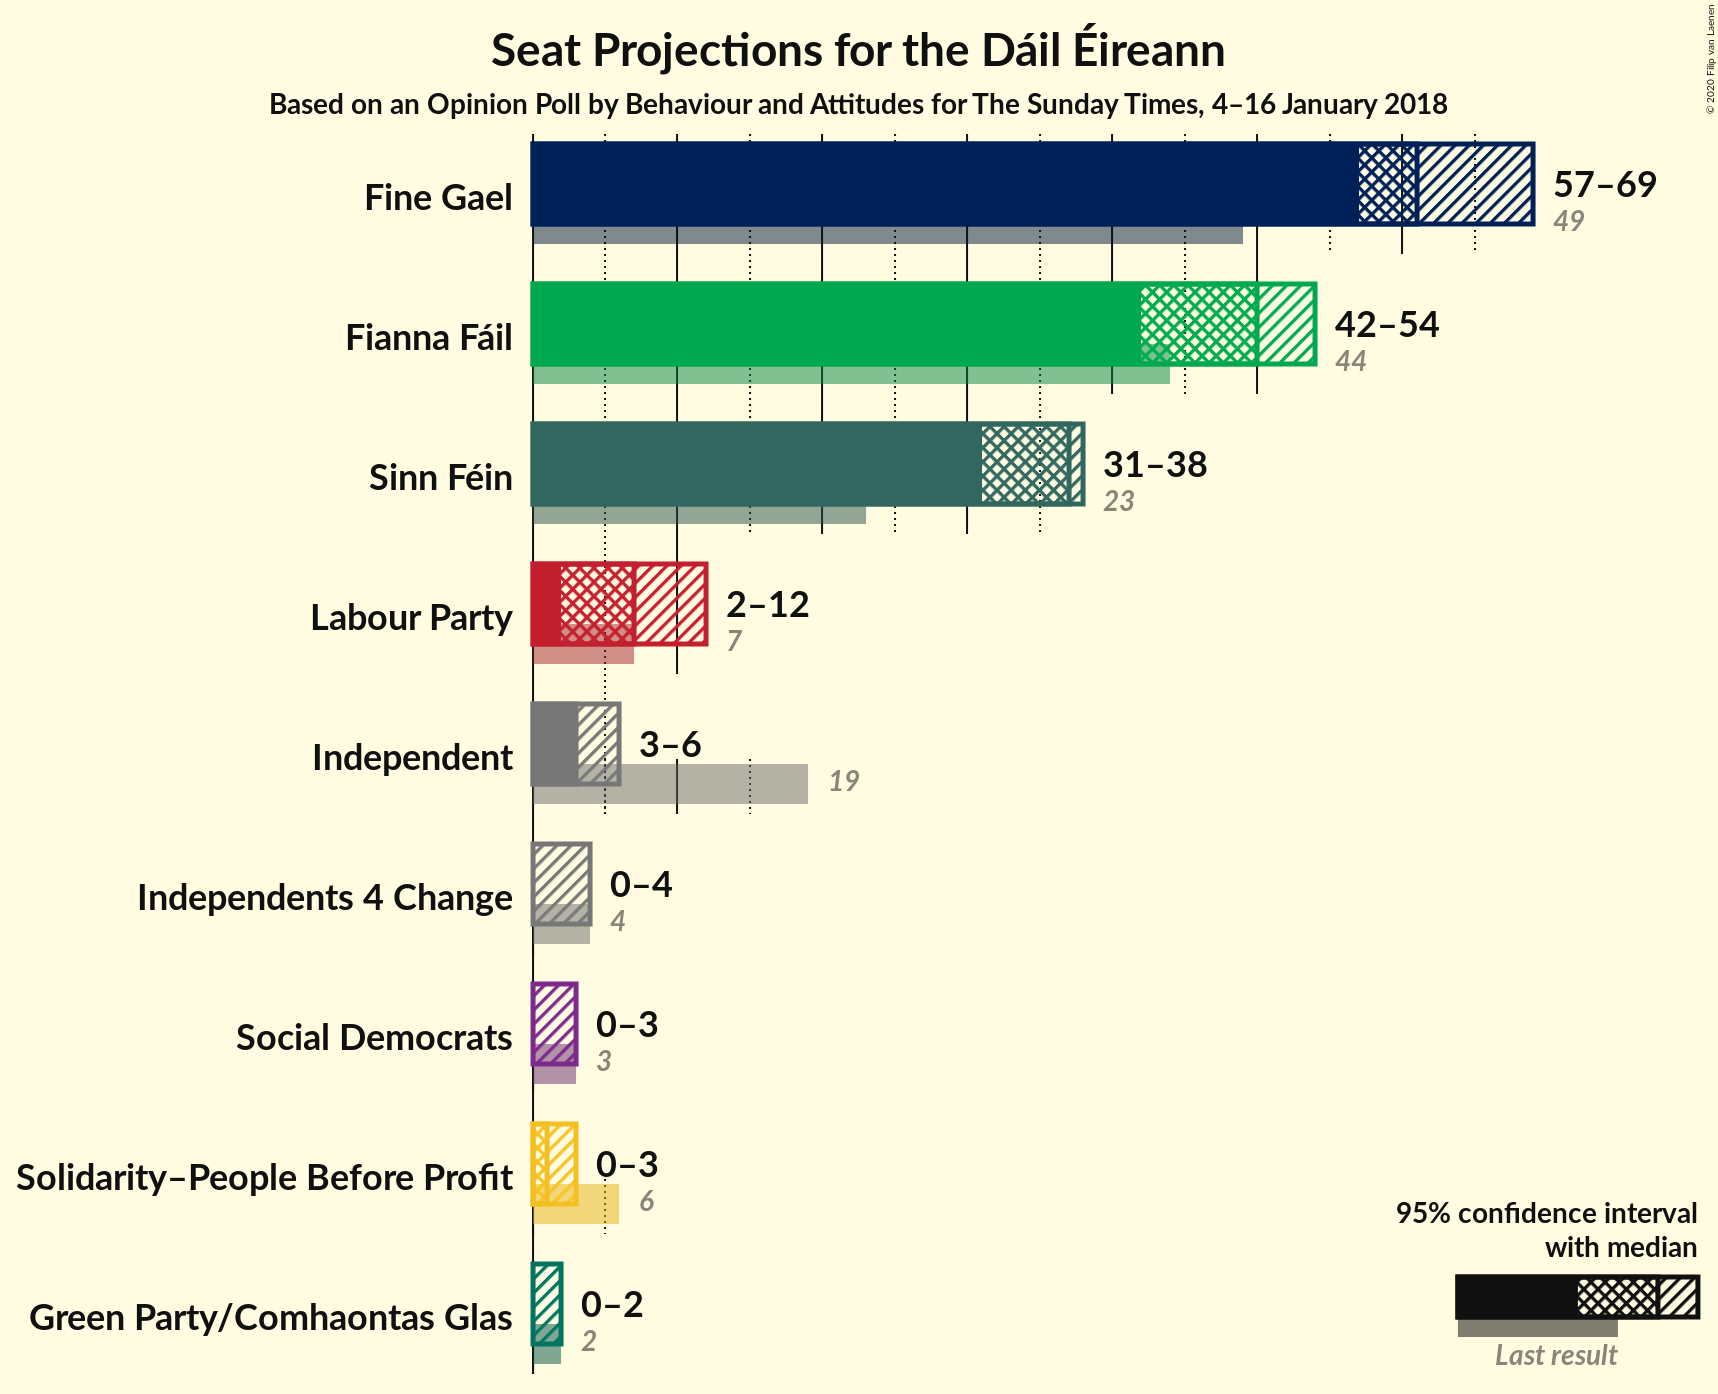 Seat Projections for the Dáil Éireann
Based on an Opinion Poll by Behaviour and Attitudes for The Sunday Times, 4–16 January 2018
© 2020 Filip van Laenen
Fine Gael
57–69
49
Fianna Fáil
42–54
44
Sinn Féin
31–38
23
Labour Party
2–12
7
Independent
3–6
19
Independents 4 Change
0–4
4
Social Democrats
0–3
3
Solidarity–People Before Profit
0–3
6
Green Party/Comhaontas Glas
0–2
2
95% confidence interval
with median
Last result